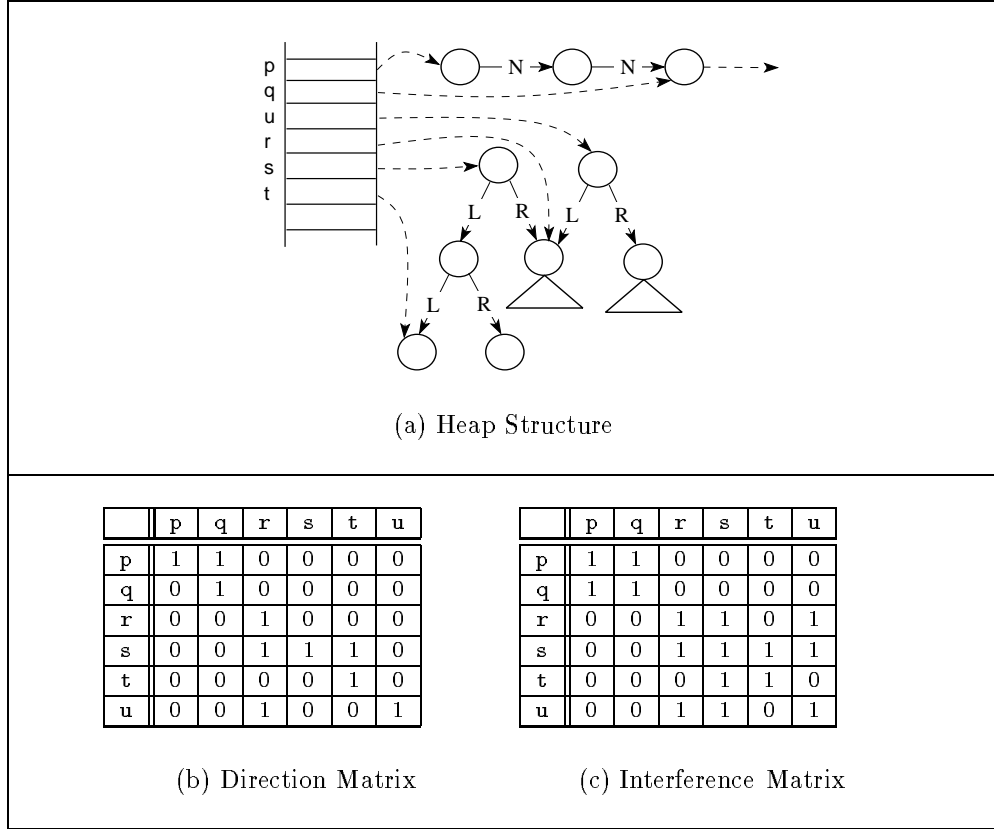 p
q
u
r
s
t
N N
L R L R
L R
(a) Heap Structure
p q r s t u
p 1 1 0 0 0 0
q 0 1 0 0 0 0
r 0 0 1 0 0 0
s 0 0 1 1 1 0
t 0 0 0 0 1 0
u 0 0 1 0 0 1
(b) Direction Matrix
p q r s t u
p 1 1 0 0 0 0
q 1 1 0 0 0 0
r 0 0 1 1 0 1
s 0 0 1 1 1 1
t 0 0 0 1 1 0
u 0 0 1 1 0 1
(c) Interference Matrix